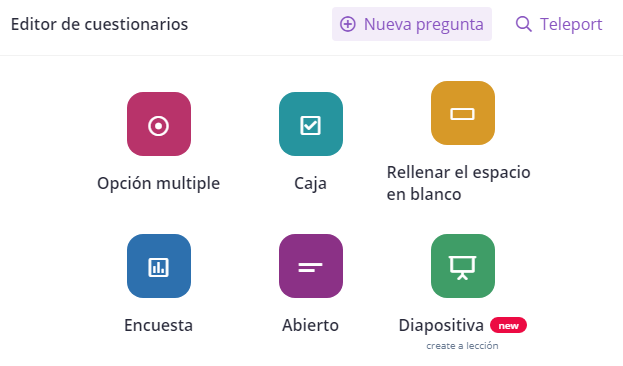 Editor de cuestionarios
Nueva pregunta
Teleport
Opción multiple
Caja
Rellenar el espacio
en blanco
Encuesta
Abierto
Diapositiva new
create a lección